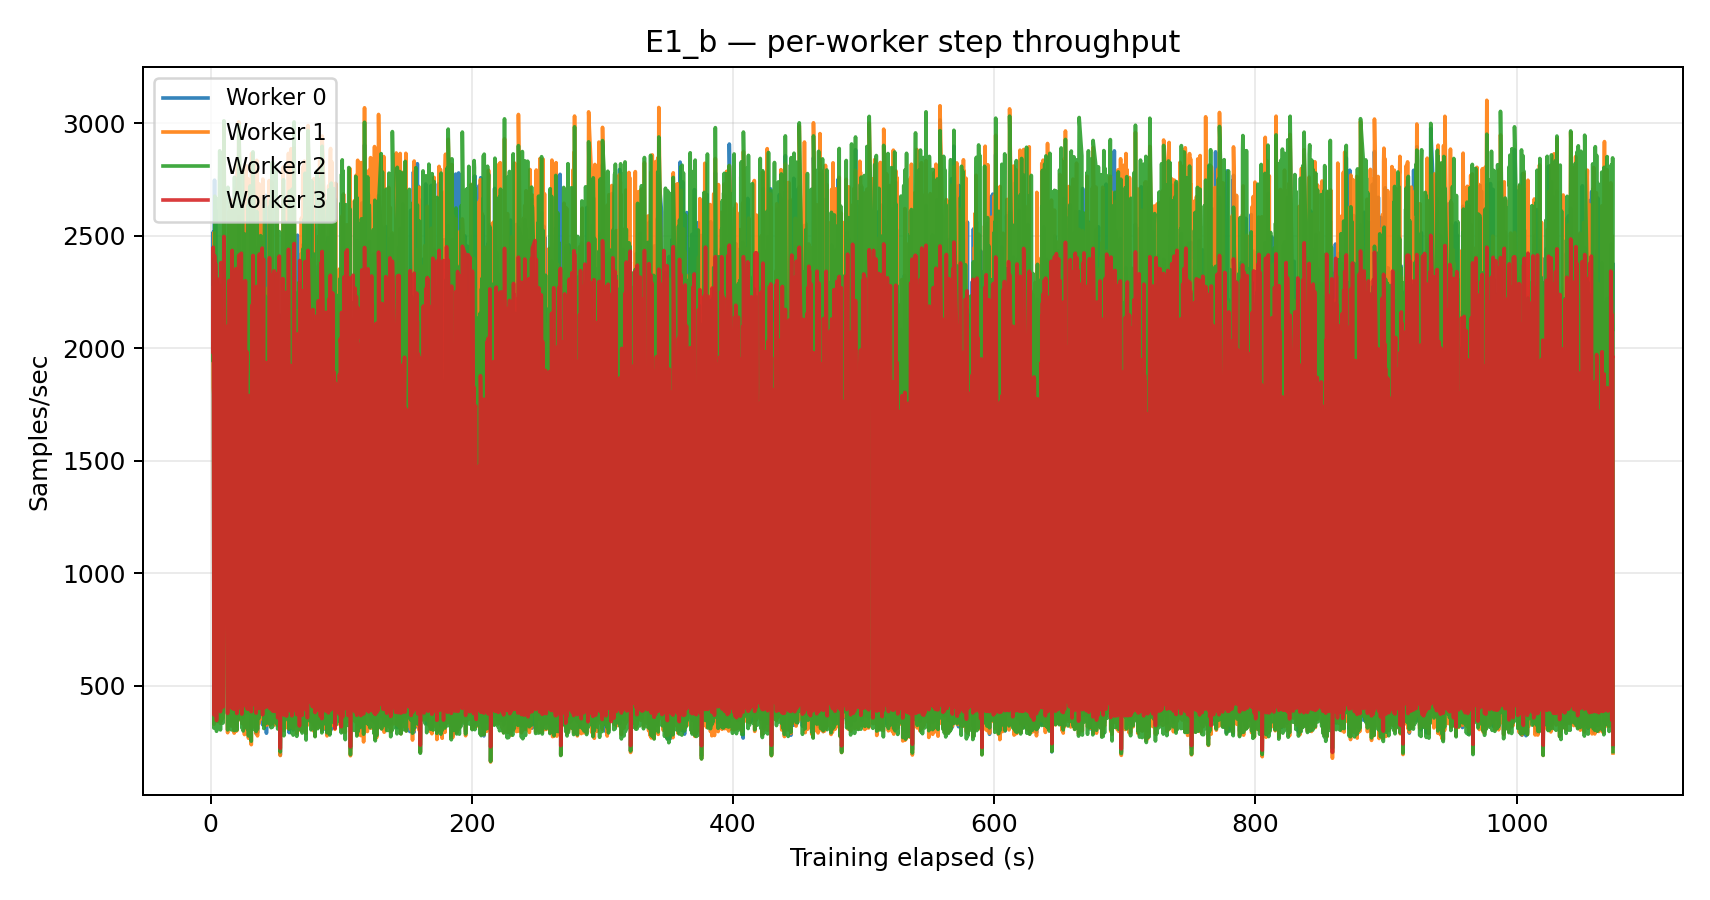 E1_b — per-worker step throughput
Worker 0
Worker 1
Worker 2
Worker 3
3000
2500
2000
1500
1000
500
Samples/sec
0 200 400 600 800 1000
Training elapsed (s)